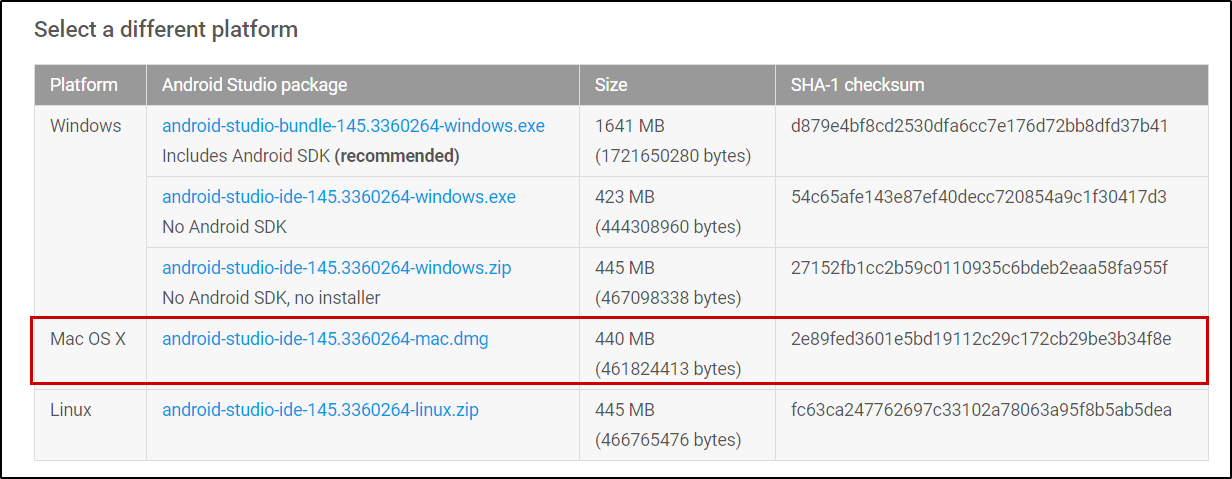 Select a different platform
Platform Android Studio package Size SHA-1 checksum
Windows android-studio-bundle-145.3360264-windows.exe 1641 MB d879e4bf8cd2530dfa6cc7e176d72bb8dfd37b41
Includes Android SDK (recommended) (1721650280 bytes)
android-studio-ide-145.3360264-windows.exe 423 MB 54c65afe143e87ef40decc720854a9c1f30417d3
No Android SDK (444308960 bytes)
android-studio-ide-145.3360264-windows.zip 445 MB 27152fb1cc2b59c0110935c6bdeb2eaa58fa955f
No Android SDK, no installer (467098338 bytes)
Mac OS X android-studio-ide-145.3360264-mac.dmg 440 MB 2e89fed3601e5bd19112c29c172cb29be3b34f8e
(461824413 bytes)
Linux android-studio-ide-145.3360264-linux.zip 445 MB fc63ca247762697c33102a78063a95f8b5ab5dea
(466765476 bytes)